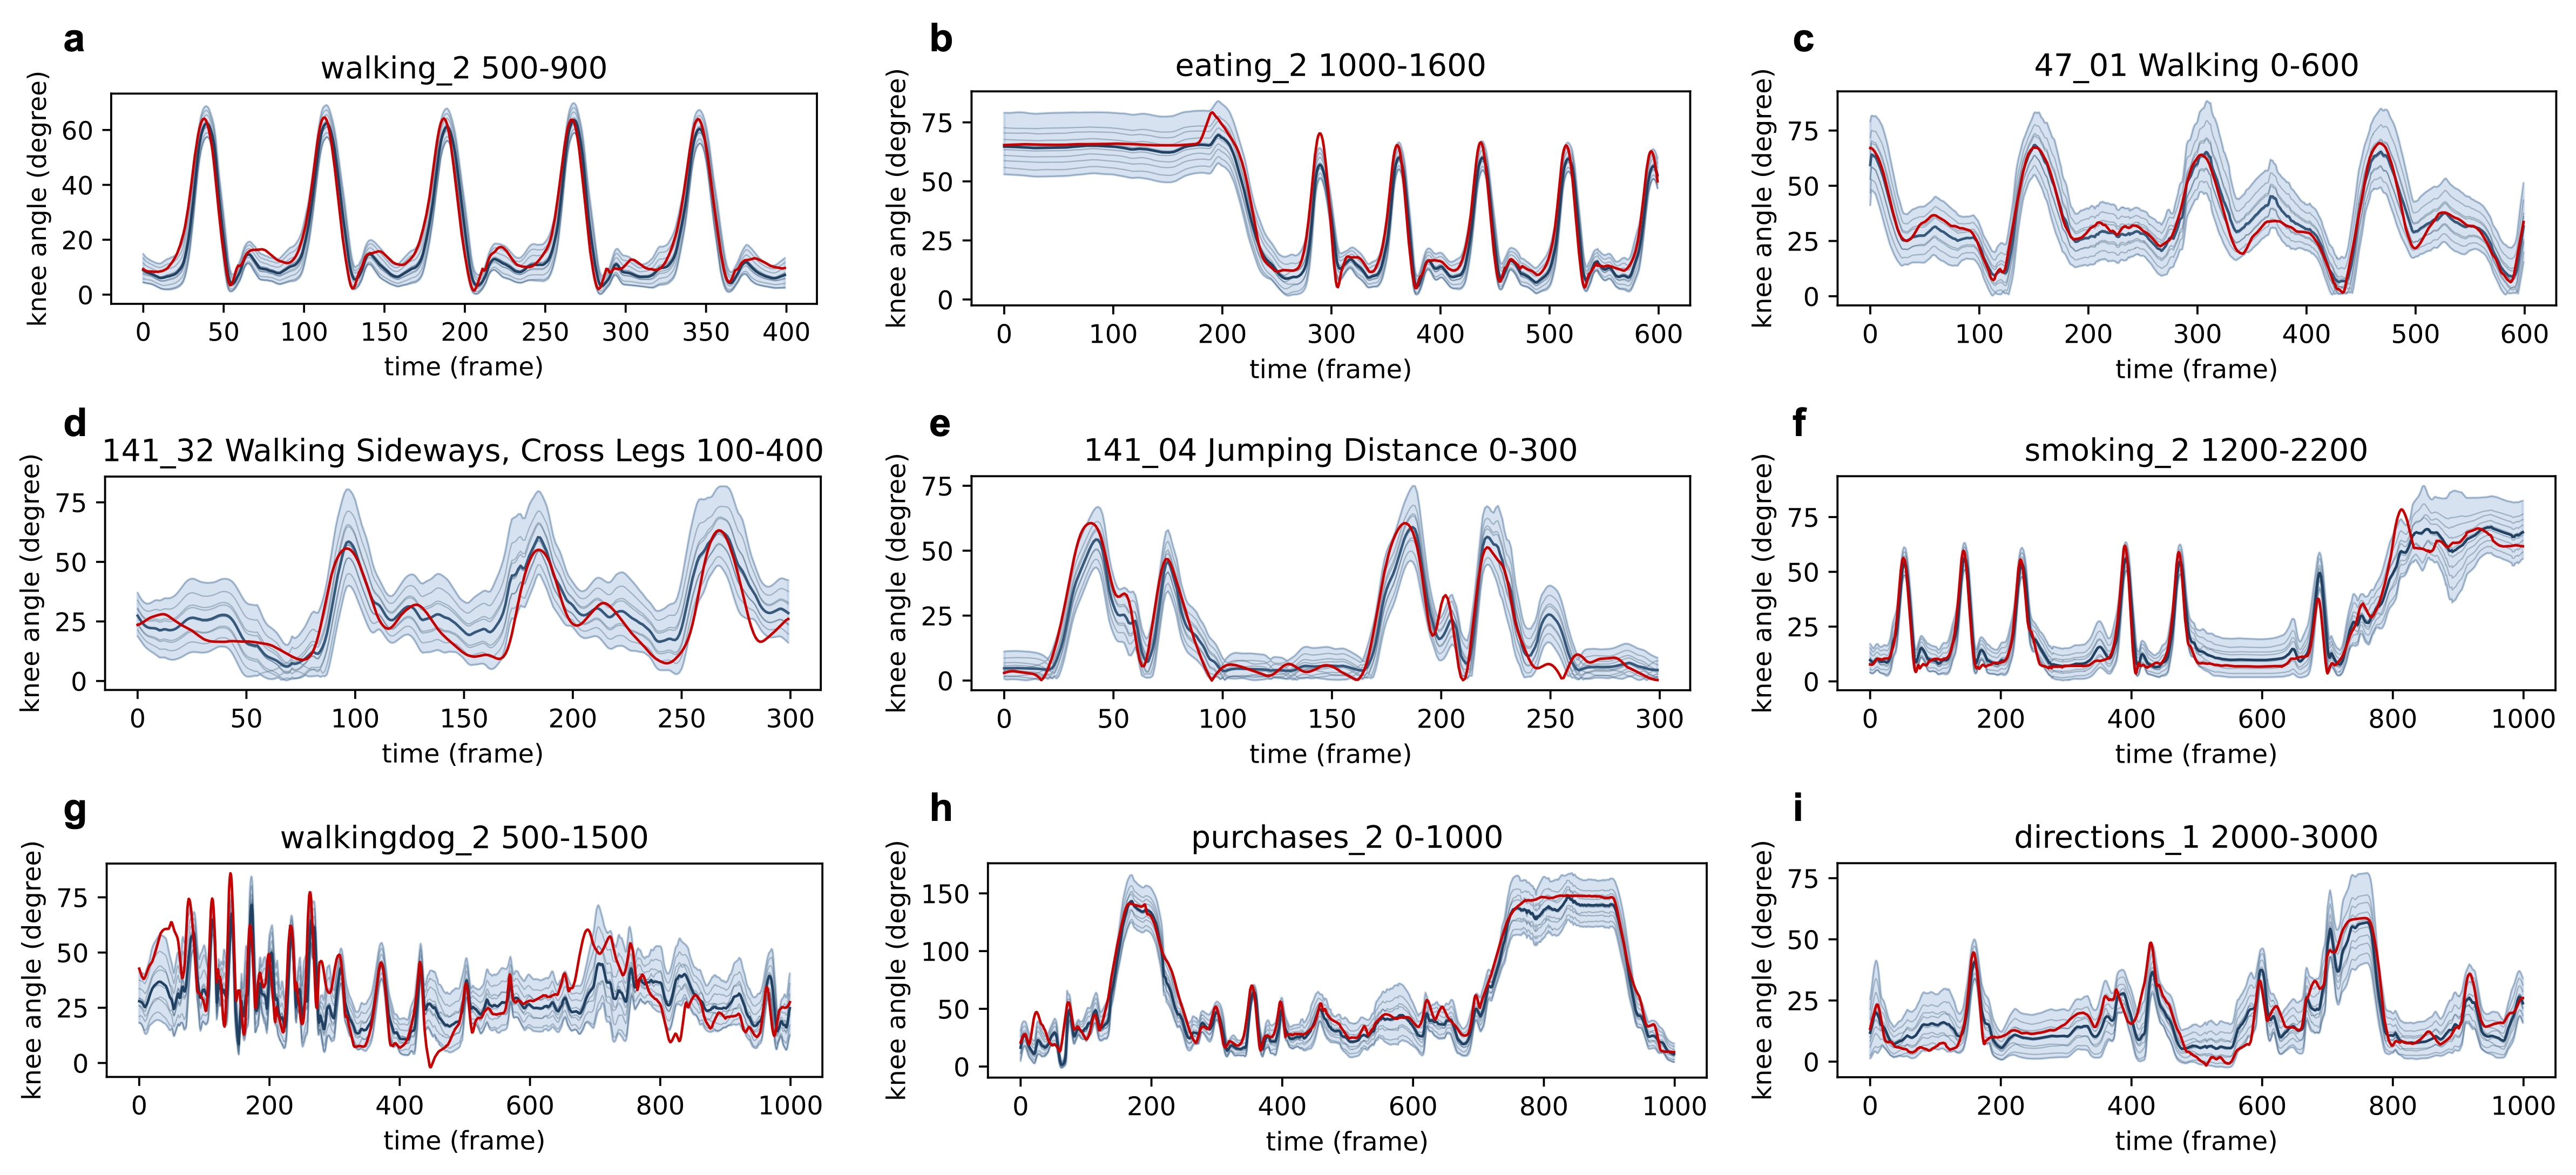 a
walking_2 500-900
knee angle (degree)
60
40
20
0
0 50 100 150 200 250 300 350 400
time (frame)
b
eating_2 1000-1600
knee angle (degree)
75
50
25
0
0 100 200 300 400 500 600
time (frame)
c
47_01 Walking 0-600
knee angle (degree)
75
50
25
0
0 100 200 300 400 500 600
time (frame)
d
141_32 Walking Sideways, Cross Legs 100-400
knee angle (degree)
75
50
25
0
0 50 100 150 200 250 300
time (frame)
e
141_04 Jumping Distance 0-300
knee angle (degree)
75
50
25
0
0 50 100 150 200 250 300
time (frame)
f
smoking_2 1200-2200
knee angle (degree)
75
50
25
0
0 200 400 600 800 1000
time (frame)
g
walkingdog_2 500-1500
knee angle (degree)
75
50
25
0
0 200 400 600 800 1000
time (frame)
h
purchases_2 0-1000
knee angle (degree)
150
100
50
0
0 200 400 600 800 1000
time (frame)
i
directions_1 2000-3000
knee angle (degree)
75
50
25
0
0 200 400 600 800 1000
time (frame)